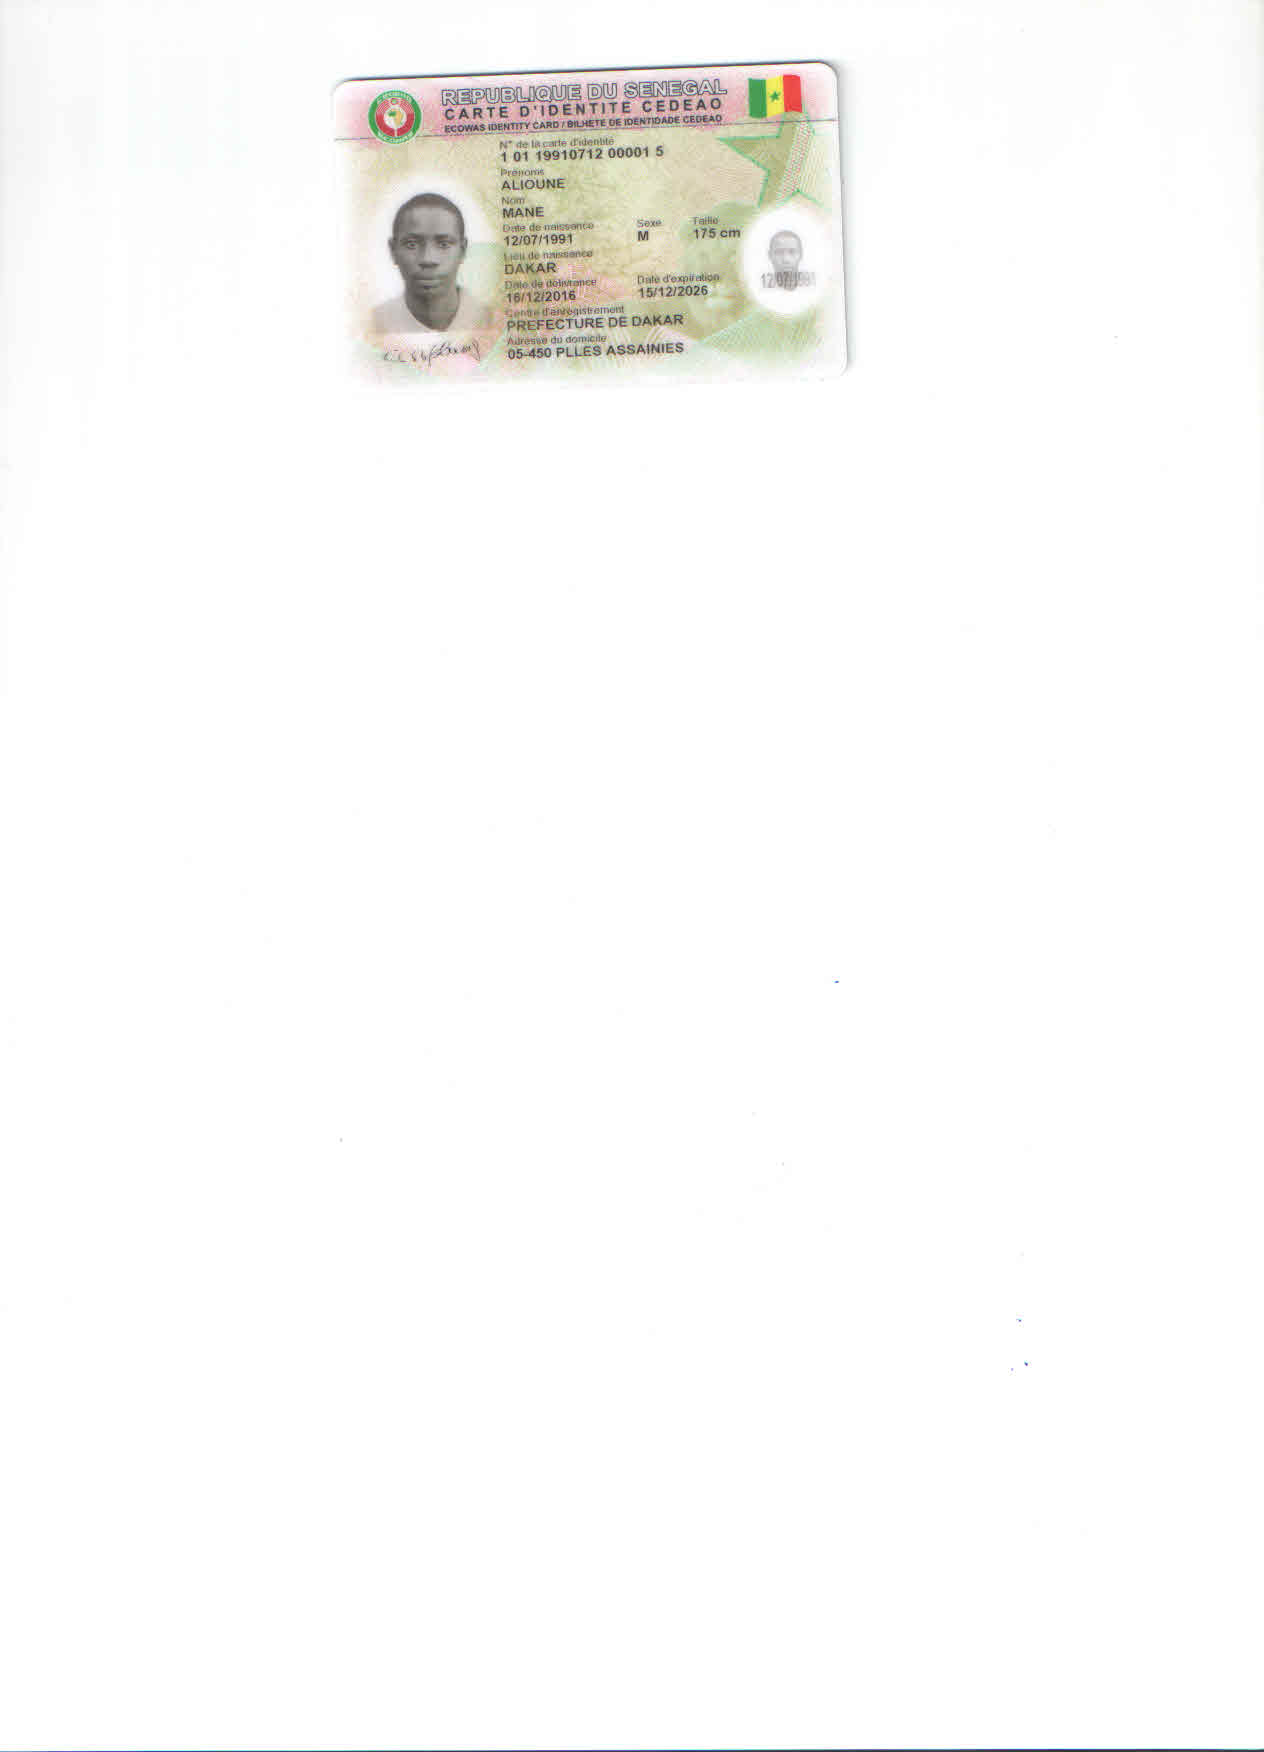 REPUBLIQUE DU SENEGAL
CARTE D'IDENTITE CEDEAO
ECOWAS IDENTITY CARD / BILHETE DE IDENTIDADE CEDEAO
N° de la carte d'identité
1 01 19910712 00001 5
Prénoms
ALIOUNE
Nom
MANE
Date de naissance Sexe Taille
12/07/1991 M 175 cm
Lieu de naissance
DAKAR
Date de délivrance Date d'expiration
16/12/2016 15/12/2026
Centre d'enregistrement
PREFECTURE DE DAKAR
Adresse du domicile
05-450 PLLES ASSAINIES
12/07/1991